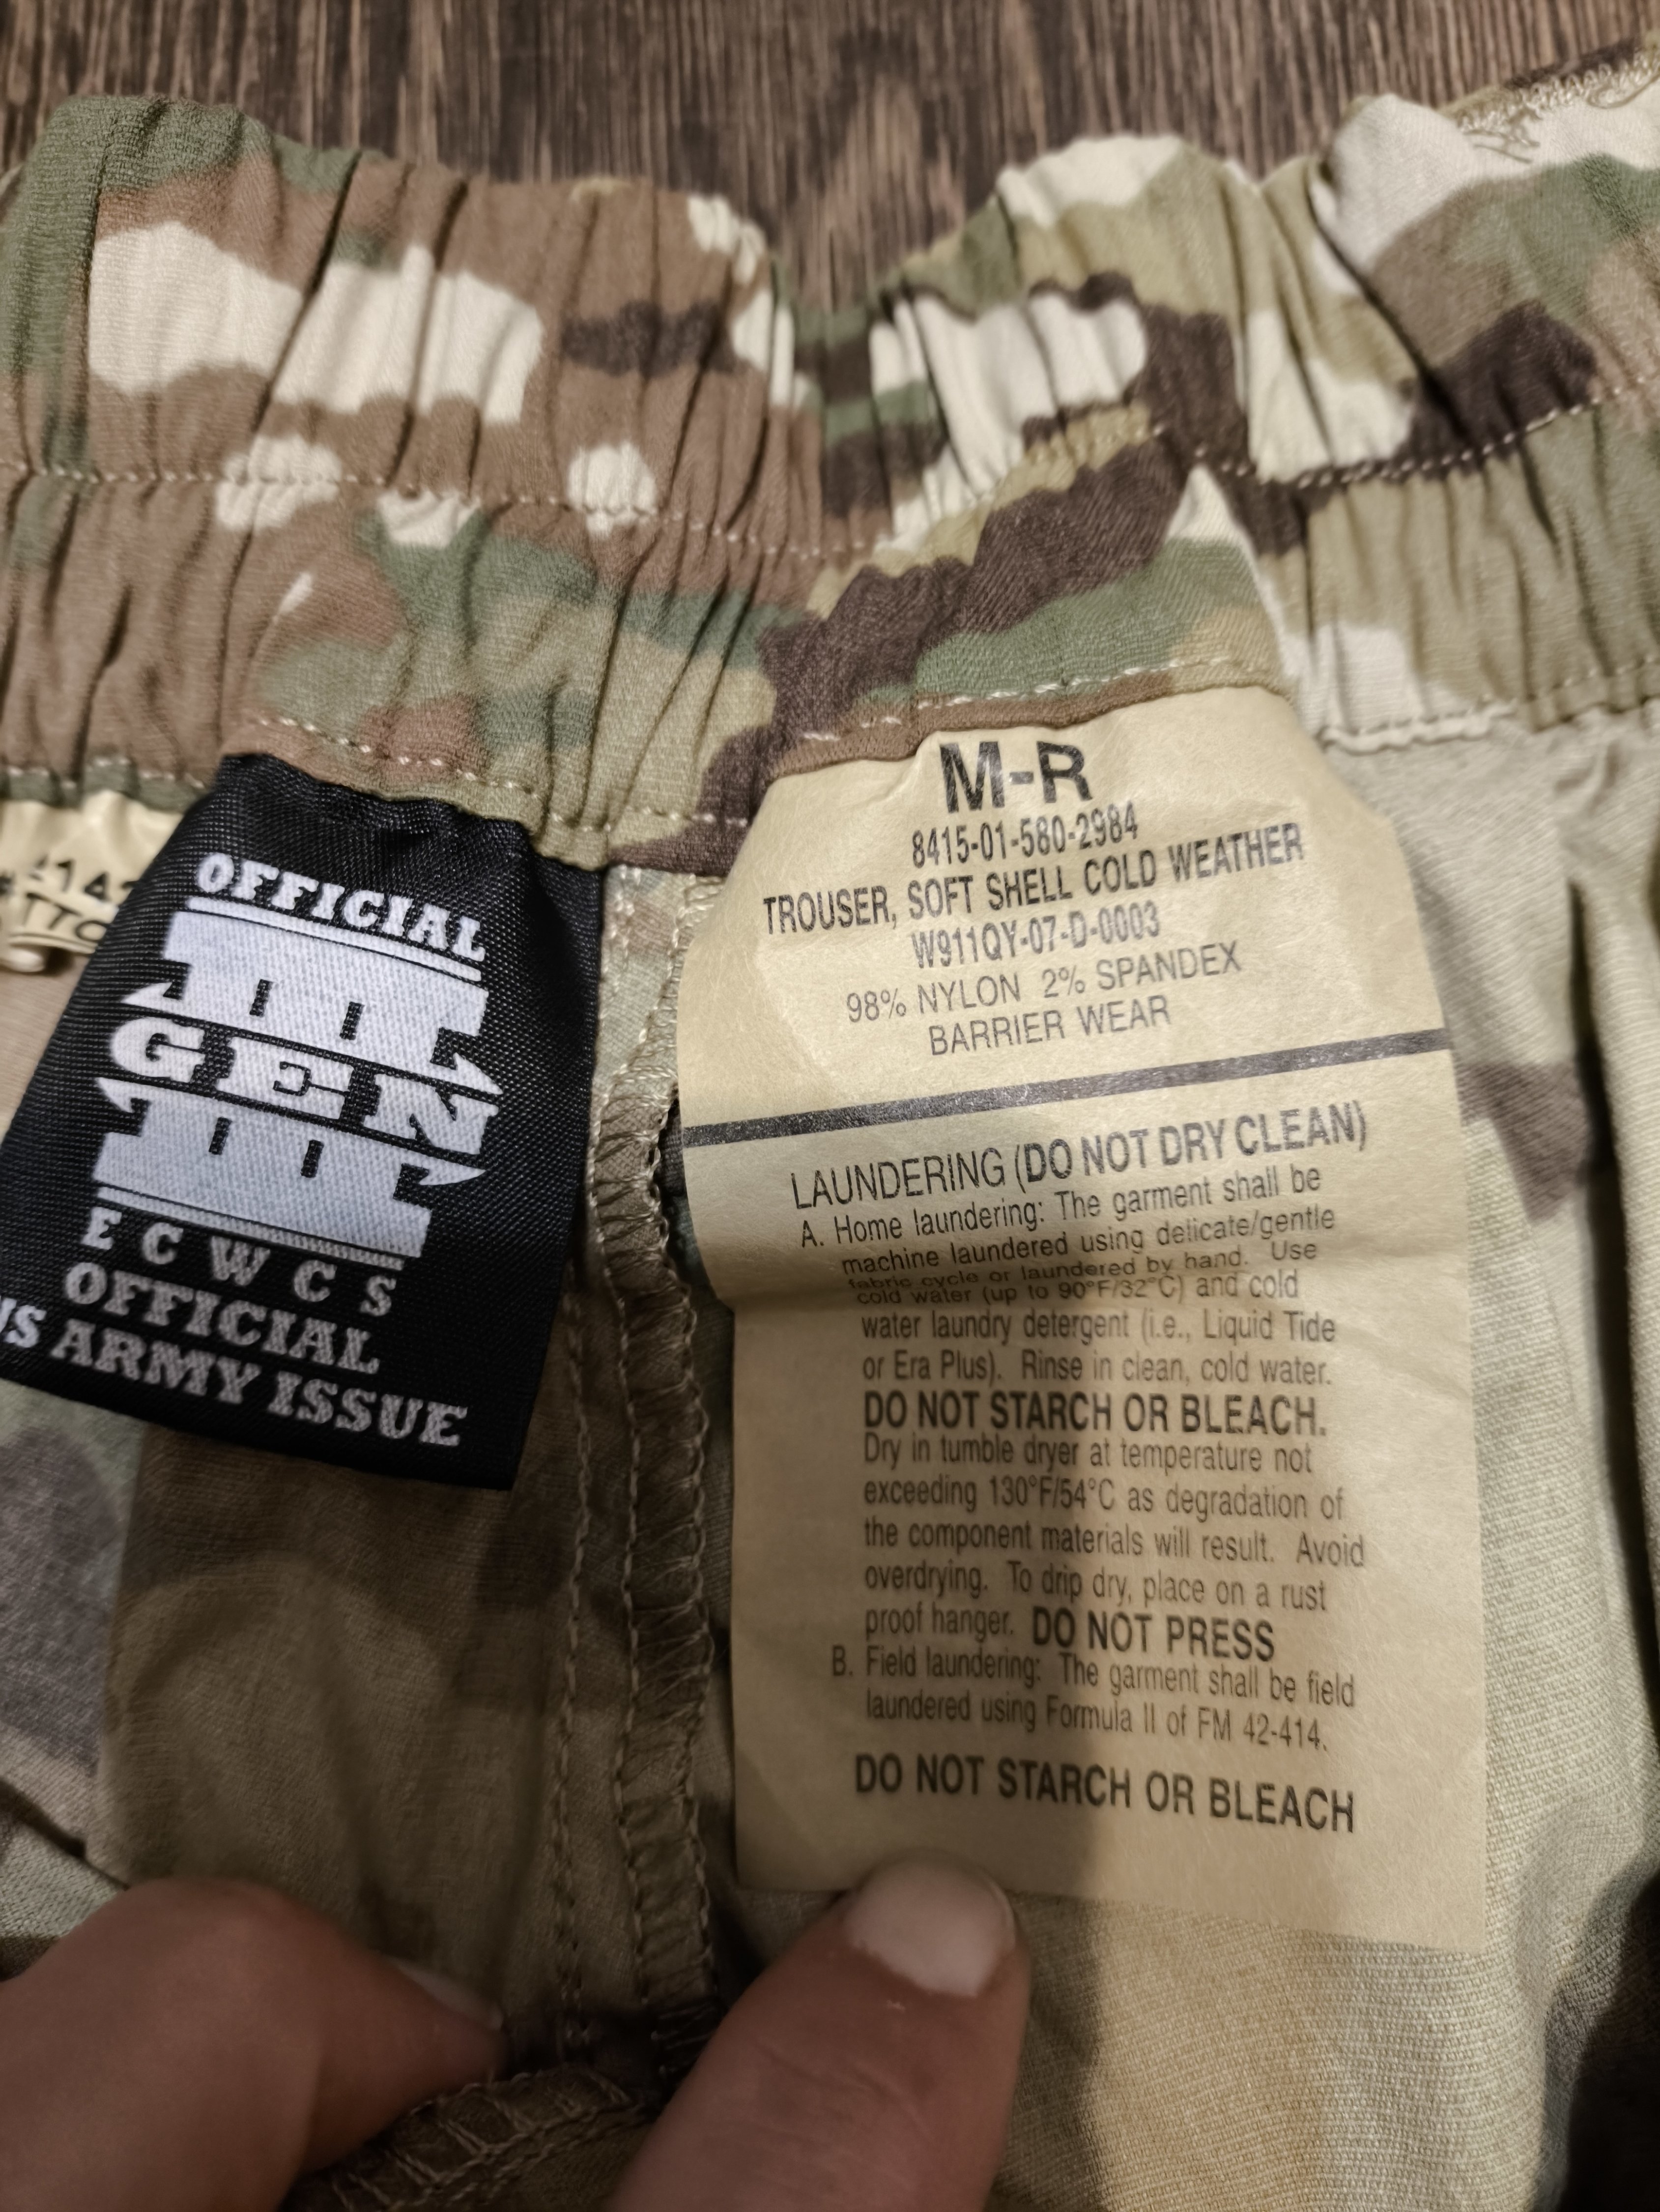 OFFICIAL
III
GEN
III
ECWCS
OFFICIAL
ARMY ISSUE
M-R
8415-01-580-2984
TROUSER, SOFT SHELL COLD WEATHER
W911QY-07-D-0003
98% NYLON 2% SPANDEX
BARRIER WEAR
LAUNDERING (DO NOT DRY CLEAN)
A. Home laundering: The garment shall be
machine laundered using delicate/gentle
fabric cycle or laundered by hand. Use
cold water (up to 90°F/32°C) and cold
water laundry detergent (i.e., Liquid Tide
or Era Plus). Rinse in clean, cold water.
DO NOT STARCH OR BLEACH.
Dry in tumble dryer at temperature not
exceeding 130°F/54°C as degradation of
the component materials will result. Avoid
overdrying. To drip dry, place on a rust
proof hanger. DO NOT PRESS
B. Field laundering: The garment shall be field
laundered using Formula II of FM 42-414.
DO NOT STARCH OR BLEACH